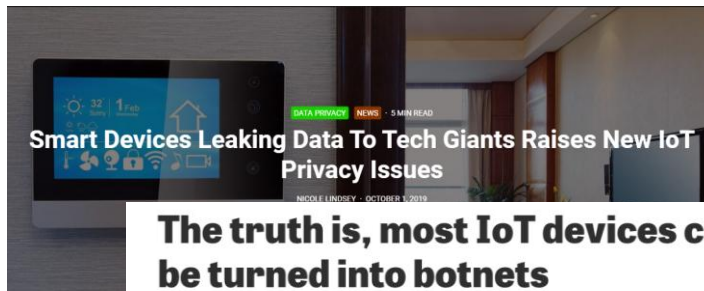 32
1 Feb
Sunny
DATA PRIVACY NEWS · 5 MIN READ
Smart Devices Leaking Data To Tech Giants Raises New IoT
Privacy Issues
NICOLE LINDSEY · OCTOBER 1, 2019
The truth is, most IoT devices c
be turned into botnets